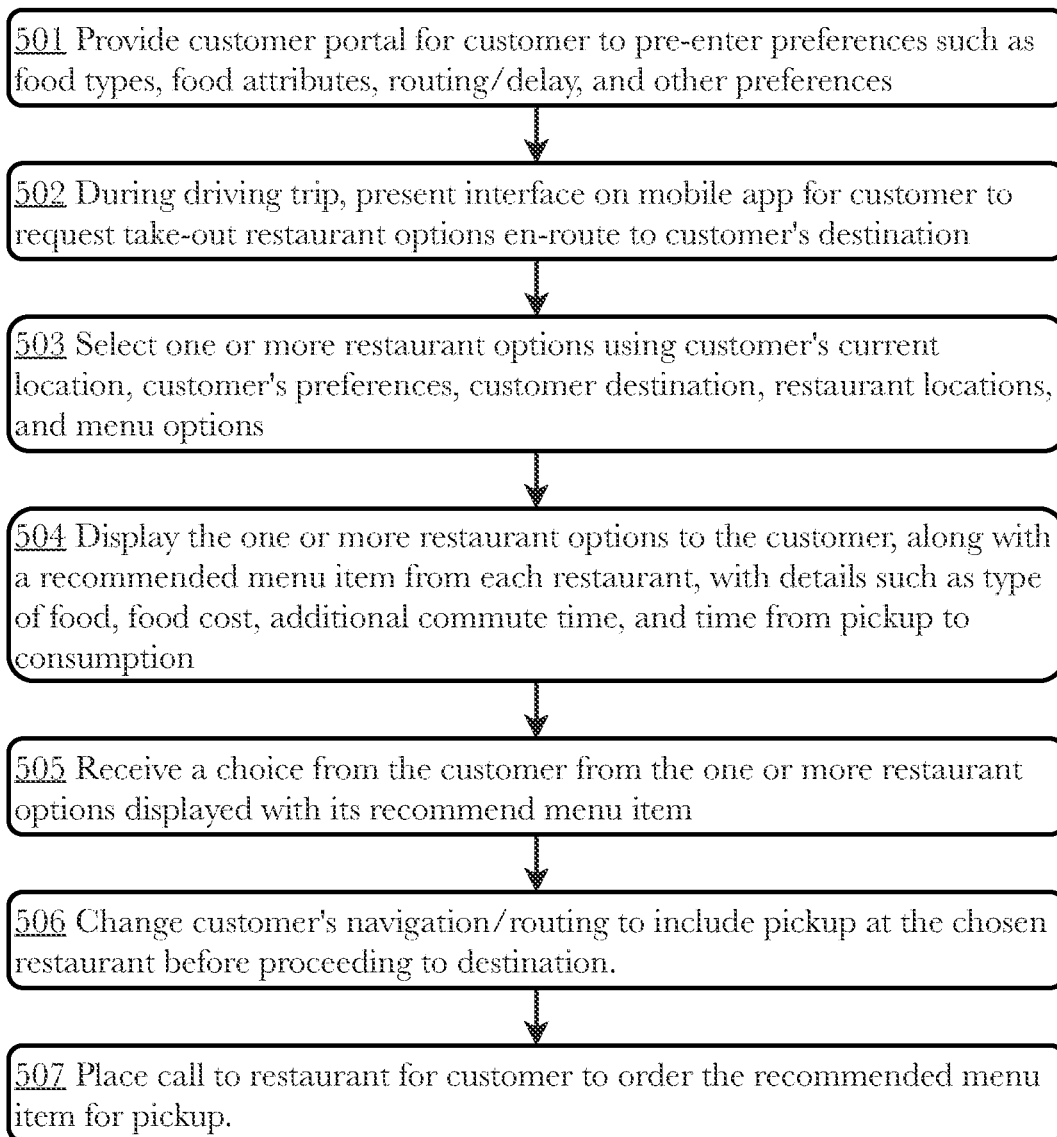 501 Provide customer portal for customer to pre-enter preferences such as
food types, food attributes, routing/delay, and other preferences
502 During driving trip, present interface on mobile app for customer to
request take-out restaurant options en-route to customer's destination
503 Select one or more restaurant options using customer's current
location, customer's preferences, customer destination, restaurant locations,
and menu options
504 Display the one or more restaurant options to the customer, along with
a recommended menu item from each restaurant, with details such as type
of food, food cost, additional commute time, and time from pickup to
consumption
505 Receive a choice from the customer from the one or more restaurant
options displayed with its recommend menu item
506 Change customer's navigation/routing to include pickup at the chosen
restaurant before proceeding to destination.
507 Place call to restaurant for customer to order the recommended menu
item for pickup.